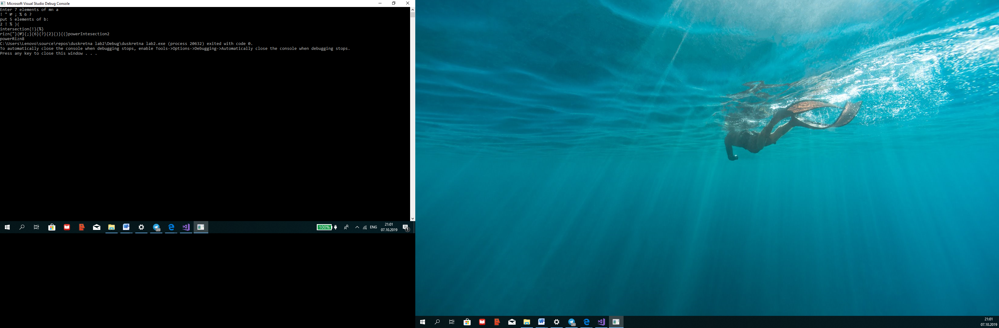 Microsoft Visual Studio Debug Console
Enter 7 elements of mn a
! " № ; % 6 ?
put 5 elements of b:
2 ! % )(
intersection{!}{%}
rizn{"}{№}{;}{6}{?}{2}{)}{(}powerIntesection2
powerRizn8
C:\Users\Lenovo\source\repos\duskretna lab2\Debug\duskretna lab2.exe (process 20632) exited with code 0.
To automatically close the console when debugging stops, enable Tools->Options->Debugging->Automatically close the console when debugging stops.
Press any key to close this window . . .
100%
ENG
21:01
07.10.2019
1
21:01
07.10.2019